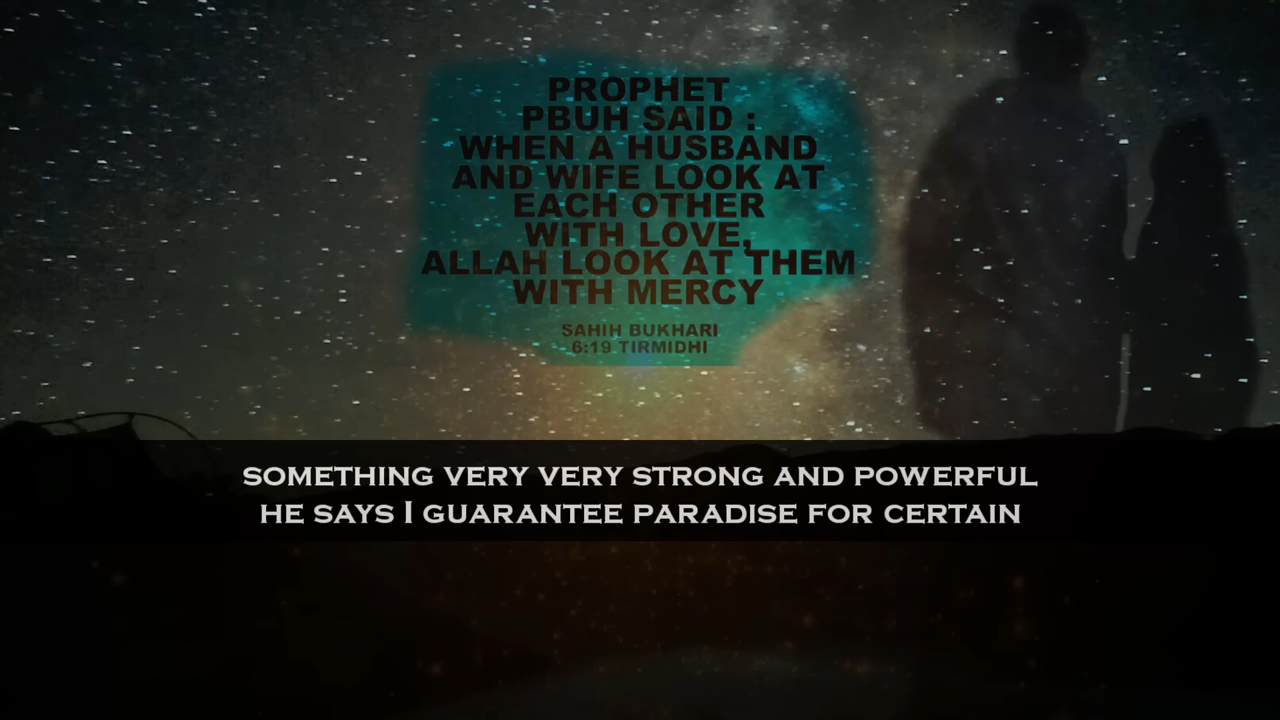 PROPHET
PBUH SAID :
WHEN A HUSBAND
AND WIFE LOOK AT
EACH OTHER
WITH LOVE,
ALLAH LOOK AT THEM
WITH MERCY
SAHIH BUKHARI
6:19 TIRMIDHI
SOMETHING VERY VERY STRONG AND POWERFUL
HE SAYS I GUARANTEE PARADISE FOR CERTAIN